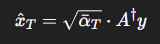 x̂_T = √ᾱ_T · A†y